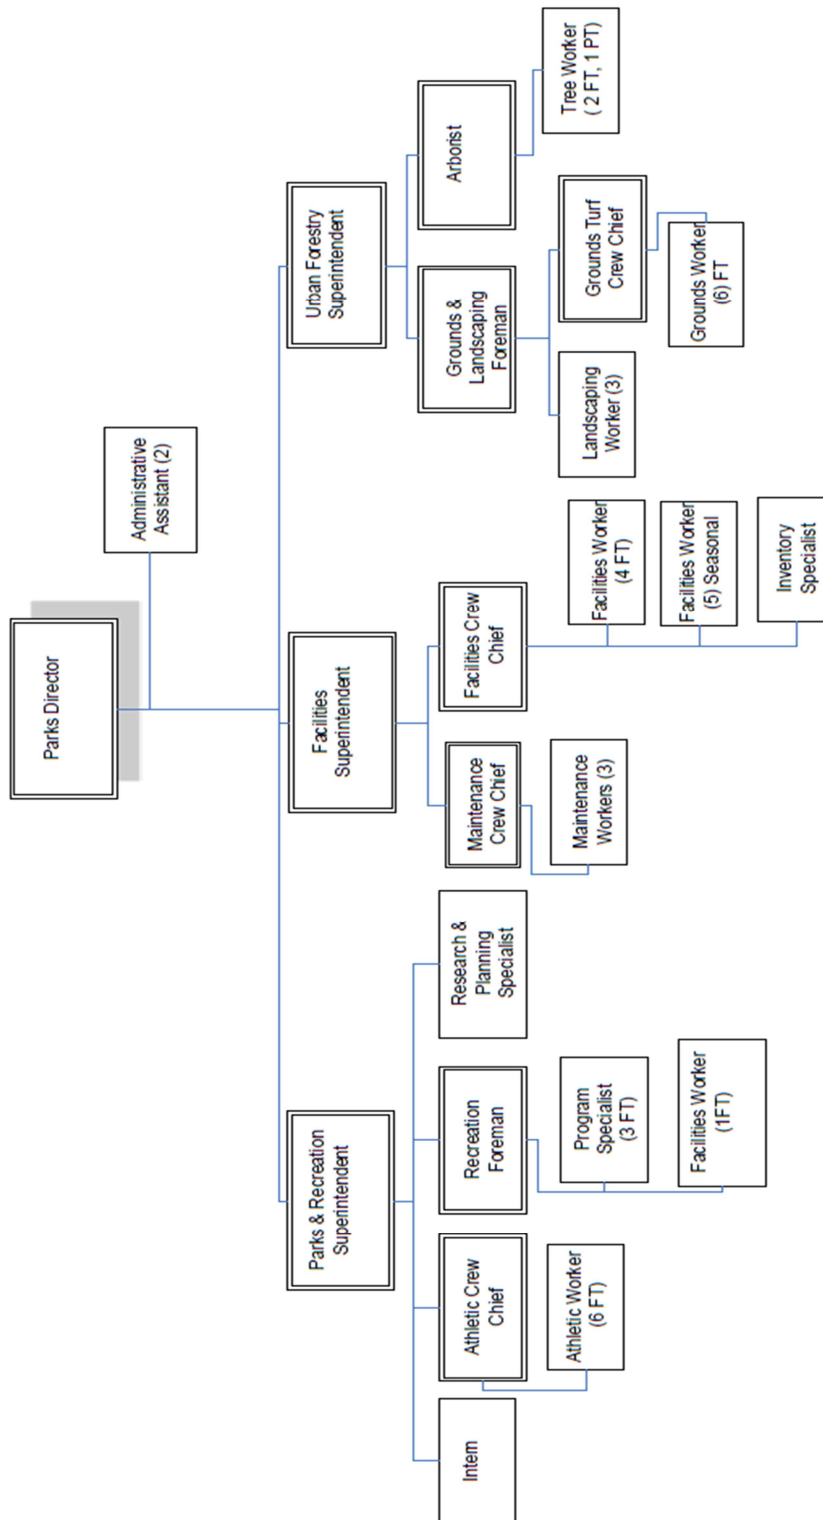 Parks Director
Administrative
Assistant (2)
Parks & Recreation
Superintendent
Facilities
Superintendent
Urban Forestry
Superintendent
Intern
Athletic Crew
Chief
Recreation
Foreman
Research &
Planning
Specialist
Maintenance
Crew Chief
Facilities Crew
Chief
Grounds &
Landscaping
Foreman
Arborist
Athletic Worker
(6 FT)
Program
Specialist
(3 FT)
Facilities Worker
(1FT)
Maintenance
Workers (3)
Facilities Worker
(4 FT)
Facilities Worker
(5) Seasonal
Inventory
Specialist
Landscaping
Worker (3)
Grounds Turf
Crew Chief
Grounds Worker
(6) FT
Tree Worker
( 2 FT, 1 PT)